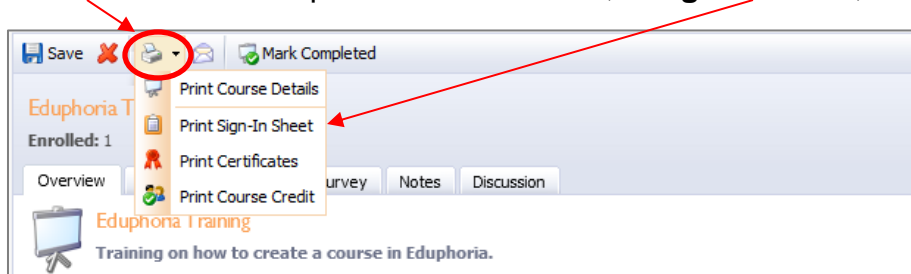 Save Mark Completed
Print Course Details
Eduphoria T
Print Sign-In Sheet
Enrolled: 1
Print Certificates
Overview urvey Notes Discussion
Print Course Credit
Eduphoria Training
Training on how to create a course in Eduphoria.